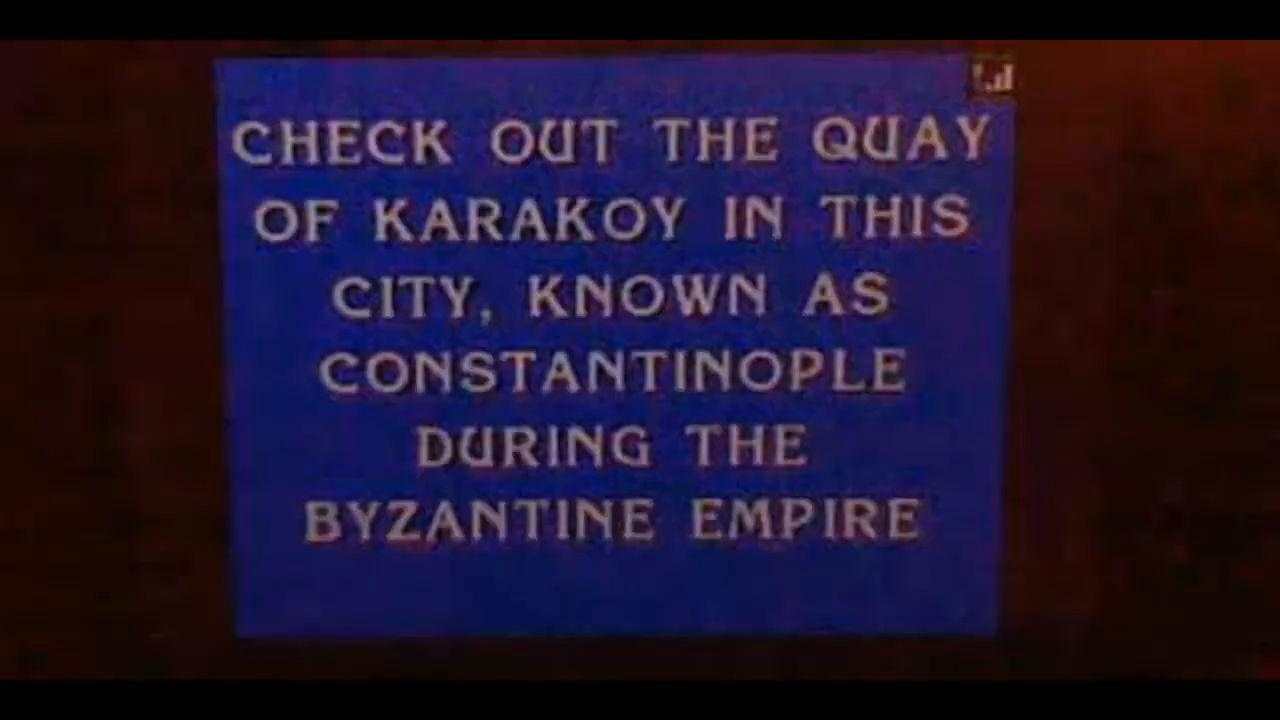 CHECK OUT THE QUAY
OF KARAKOY IN THIS
CITY, KNOWN AS
CONSTANTINOPLE
DURING THE
BYZANTINE EMPIRE